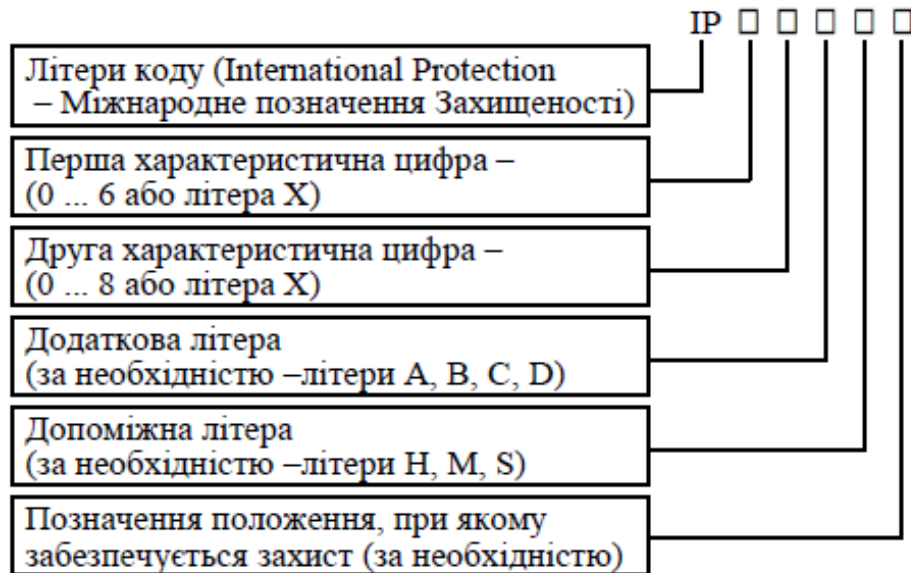 IP □ □ □ □ □
Літери коду (International Protection
– Міжнародне позначення Захищеності)
Перша характеристична цифра –
(0 ... 6 або літера X)
Друга характеристична цифра –
(0 ... 8 або літера X)
Додаткова літера
(за необхідністю –літери A, B, C, D)
Допоміжна літера
(за необхідністю –літери H, M, S)
Позначення положення, при якому
забезпечується захист (за необхідністю)